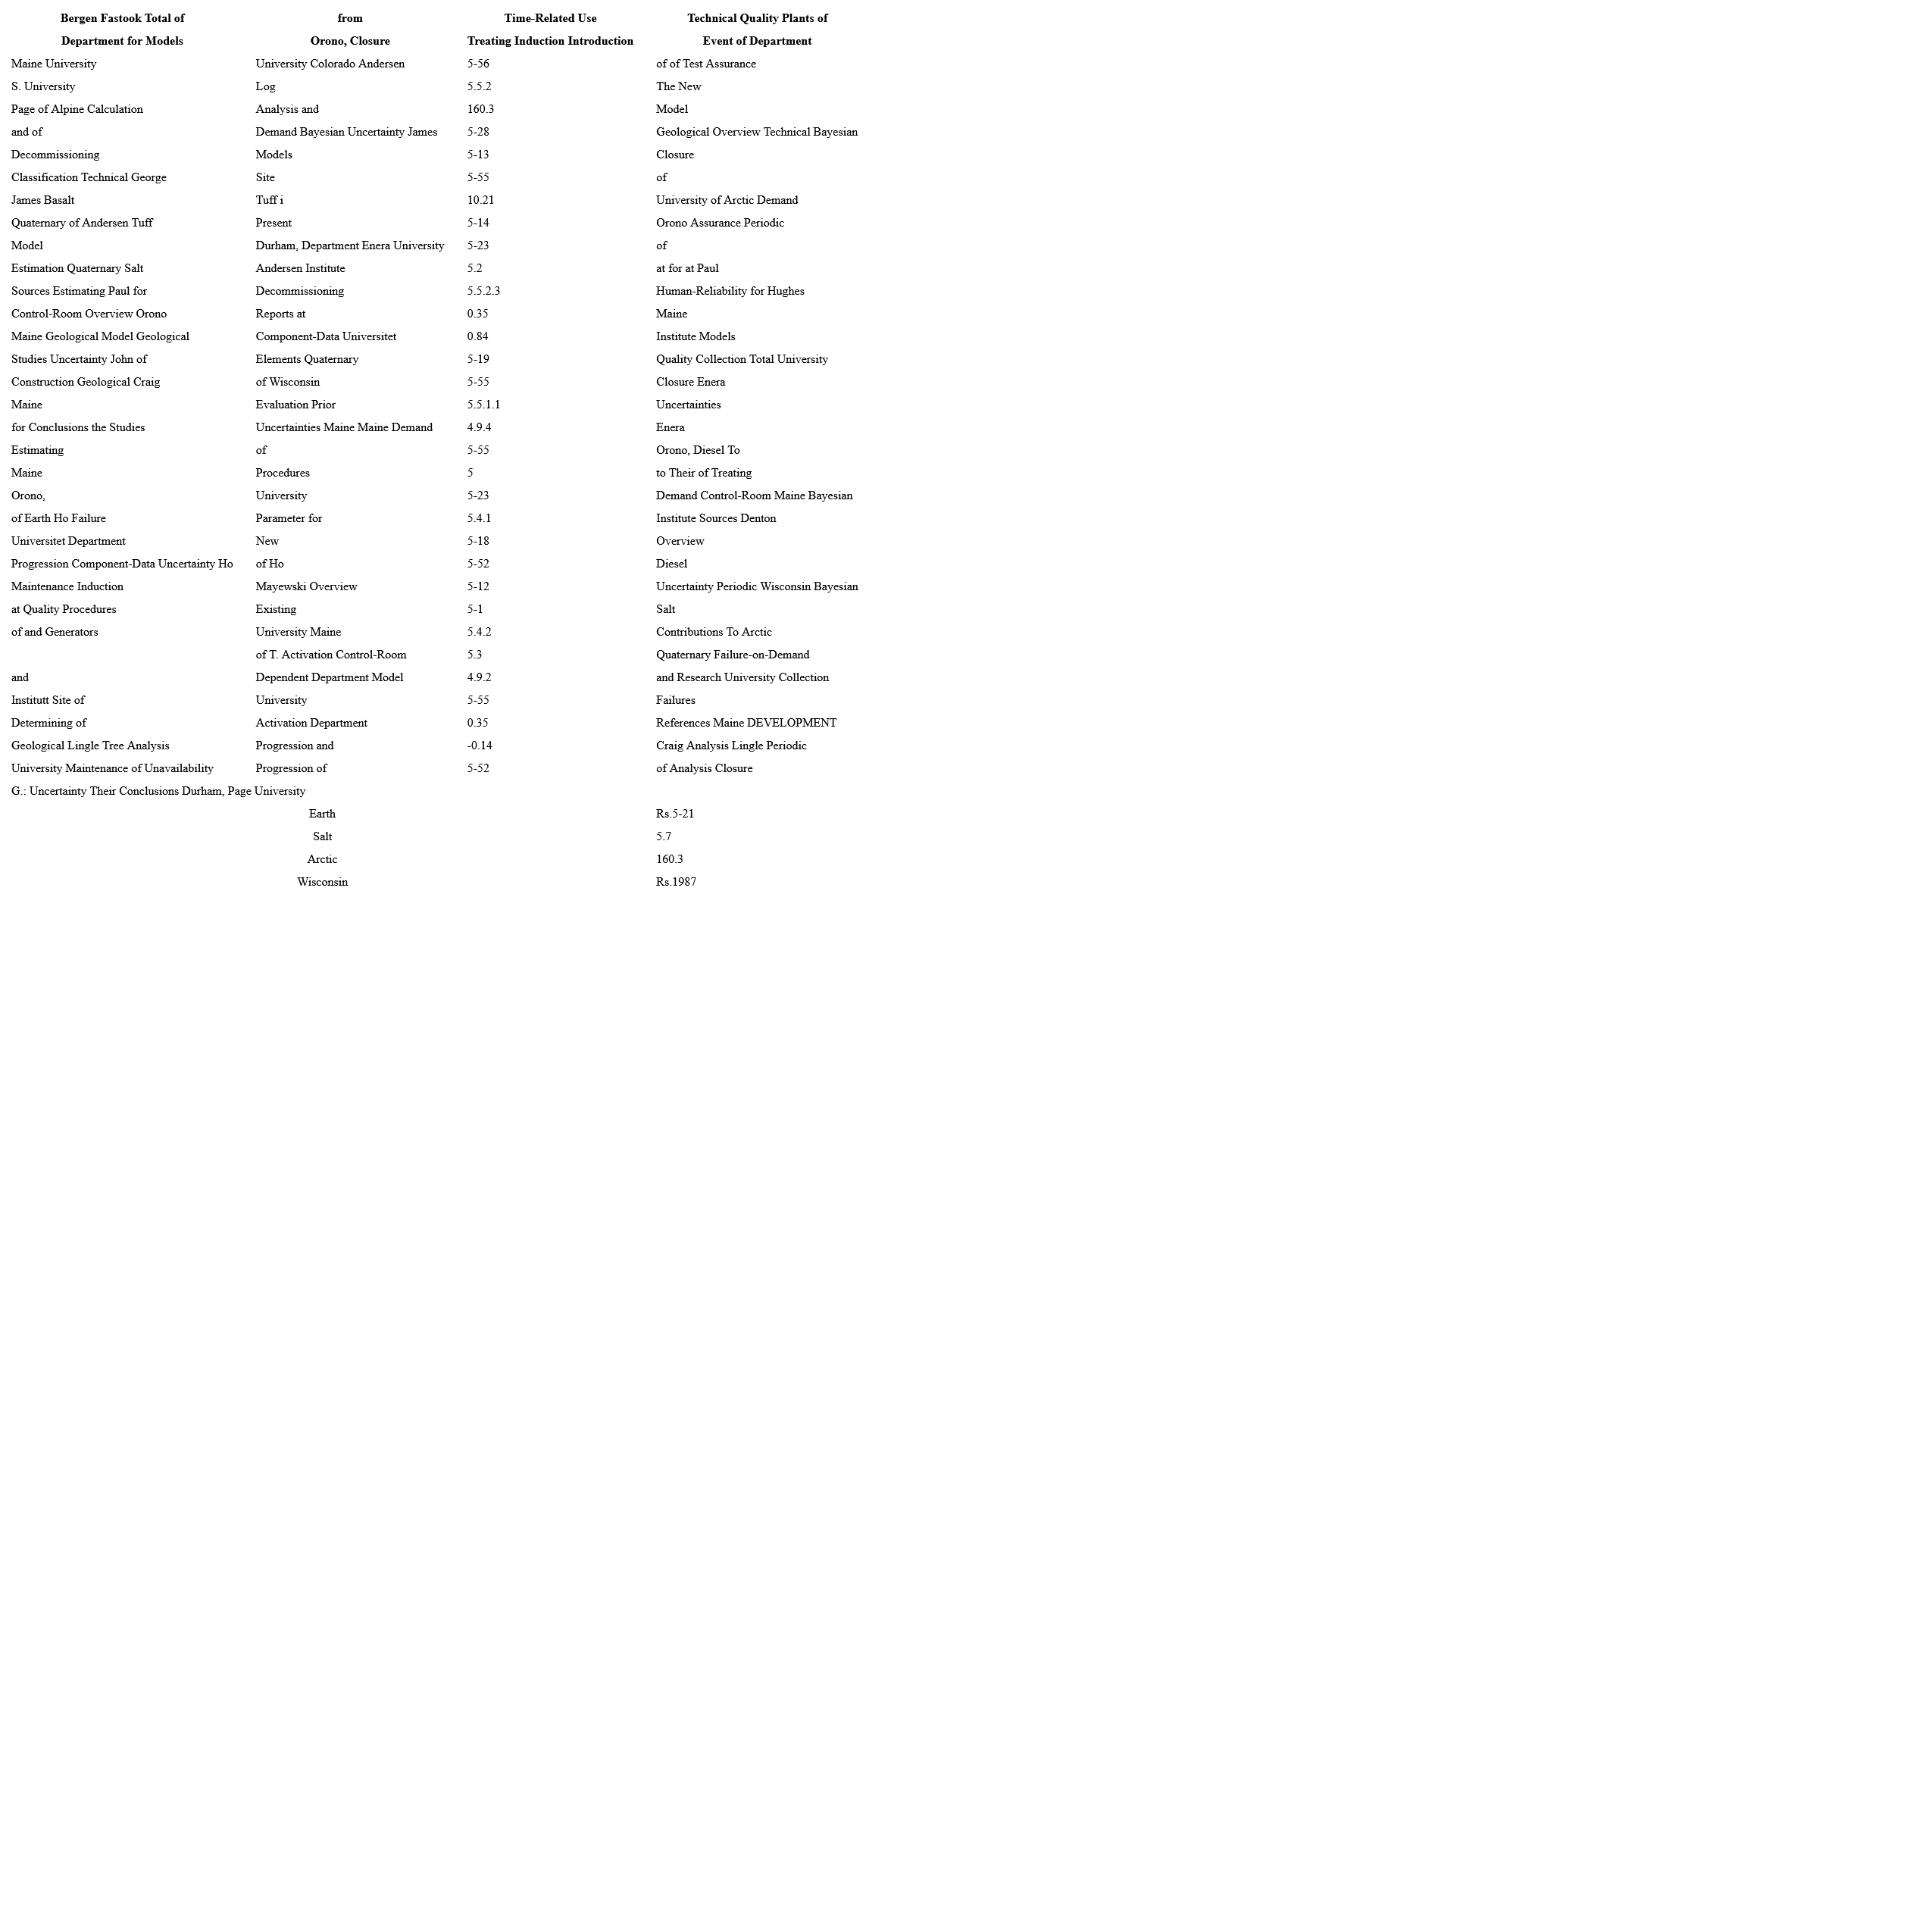 Bergen Fastook Total of from Time-Related Use Technical Quality Plants of
Department for Models Orono, Closure Treating Induction Introduction Event of Department
Maine University University Colorado Andersen 5-56 of of Test Assurance
S. University Log 5.5.2 The New
Page of Alpine Calculation Analysis and 160.3 Model
and of Demand Bayesian Uncertainty James 5-28 Geological Overview Technical Bayesian
Decommissioning Models 5-13 Closure
Classification Technical George Site 5-55 of
James Basalt Tuff i 10.21 University of Arctic Demand
Quaternary of Andersen Tuff Present 5-14 Orono Assurance Periodic
Model Durham, Department Enera University 5-23 of
Estimation Quaternary Salt Andersen Institute 5.2 at for at Paul
Sources Estimating Paul for Decommissioning 5.5.2.3 Human-Reliability for Hughes
Control-Room Overview Orono Reports at 0.35 Maine
Maine Geological Model Geological Component-Data Universitet 0.84 Institute Models
Studies Uncertainty John of Elements Quaternary 5-19 Quality Collection Total University
Construction Geological Craig of Wisconsin 5-55 Closure Enera
Maine Evaluation Prior 5.5.1.1 Uncertainties
for Conclusions the Studies Uncertainties Maine Maine Demand 4.9.4 Enera
Estimating of 5-55 Orono, Diesel To
Maine Procedures 5 to Their of Treating
Orono, University 5-23 Demand Control-Room Maine Bayesian
of Earth Ho Failure Parameter for 5.4.1 Institute Sources Denton
Universitet Department New 5-18 Overview
Progression Component-Data Uncertainty Ho of Ho 5-52 Diesel
Maintenance Induction Mayewski Overview 5-12 Uncertainty Periodic Wisconsin Bayesian
at Quality Procedures Existing 5-1 Salt
of and Generators University Maine 5.4.2 Contributions To Arctic
of T. Activation Control-Room 5.3 Quaternary Failure-on-Demand
and Dependent Department Model 4.9.2 and Research University Collection
Institutt Site of University 5-55 Failures
Determining of Activation Department 0.35 References Maine DEVELOPMENT
Geological Lingle Tree Analysis Progression and -0.14 Craig Analysis Lingle Periodic
University Maintenance of Unavailability Progression of 5-52 of Analysis Closure
G.: Uncertainty Their Conclusions Durham, Page University
Earth Rs.5-21
Salt 5.7
Arctic 160.3
Wisconsin Rs.1987